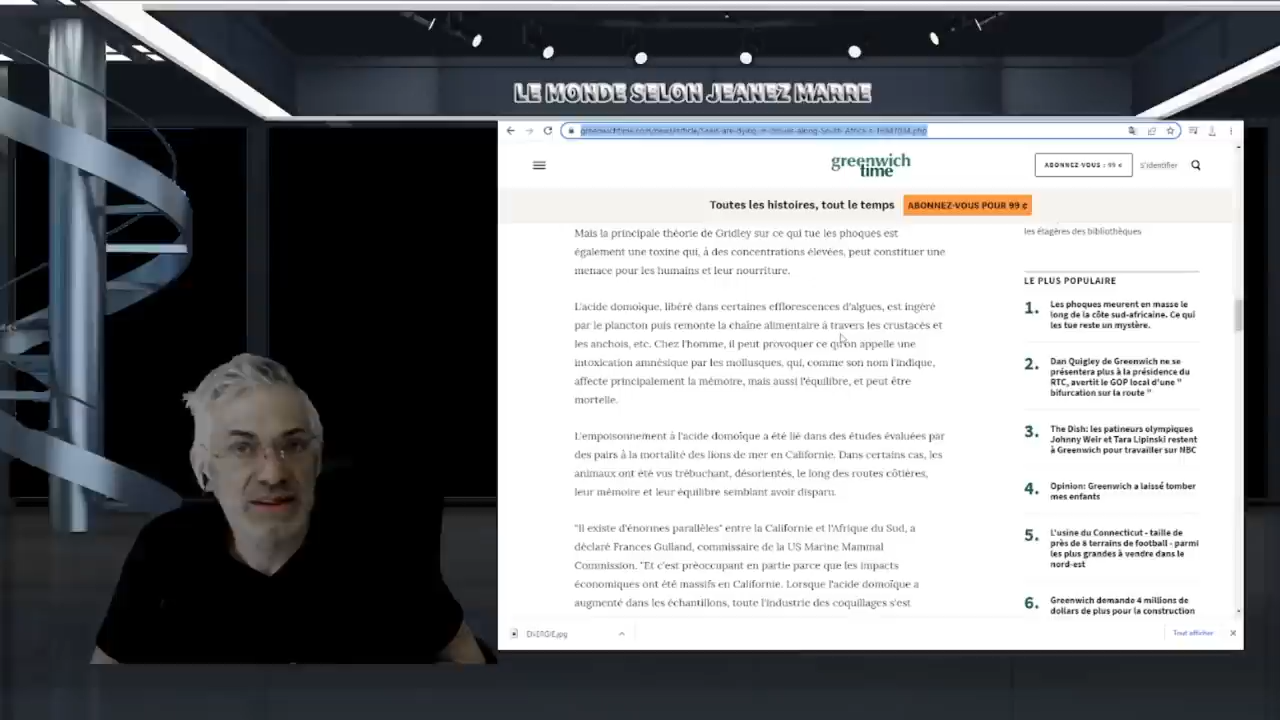 LE MONDE SELON JEANEZ MARRE
greenwich
time
ABONNEZ-VOUS : 99 ¢
S'identifier
Toutes les histoires, tout le temps
ABONNEZ-VOUS POUR 99 ¢
Mais la principale théorie de Gridley sur ce qui tue les phoques est
également une toxine qui, à des concentrations élevées, peut constituer une
menace pour les humains et leur nourriture.
L'acide domoïque, libéré dans certaines efflorescences d'algues, est ingéré
par le plancton puis remonte la chaîne alimentaire à travers les crustacés et
les anchois, etc. Chez l'homme, il peut provoquer ce qu'on appelle une
intoxication amnésique par les mollusques, qui, comme son nom l'indique,
affecte principalement la mémoire, mais aussi l'équilibre, et peut être
mortelle.
L'empoisonnement à l'acide domoïque a été lié dans des études évaluées par
des pairs à la mortalité des lions de mer en Californie. Dans certains cas, les
animaux ont été vus trébuchant, désorientés, le long des routes côtières,
leur mémoire et leur équilibre semblant avoir disparu.
"Il existe d'énormes parallèles" entre la Californie et l'Afrique du Sud, a
déclaré Frances Gulland, commissaire de la US Marine Mammal
Commission. "Et c'est préoccupant en partie parce que les impacts
économiques ont été massifs en Californie. Lorsque l'acide domoïque a
augmenté dans les échantillons, toute l'industrie des coquillages s'est
les étagères des bibliothèques
LE PLUS POPULAIRE
1. Les phoques meurent en masse le
long de la côte sud-africaine. Ce qui
les tue reste un mystère.
2. Dan Quigley de Greenwich ne se
présentera plus à la présidence du
RTC, avertit le GOP local d'une "
bifurcation sur la route "
3. The Dish: les patineurs olympiques
Johnny Weir et Tara Lipinski restent
à Greenwich pour travailler sur NBC
4. Opinion: Greenwich a laissé tomber
mes enfants
5. L'usine du Connecticut - taille de
près de 8 terrains de football - parmi
les plus grandes à vendre dans le
nord-est
6. Greenwich demande 4 millions de
dollars de plus pour la construction
ENERGIE.jpg
Tout afficher